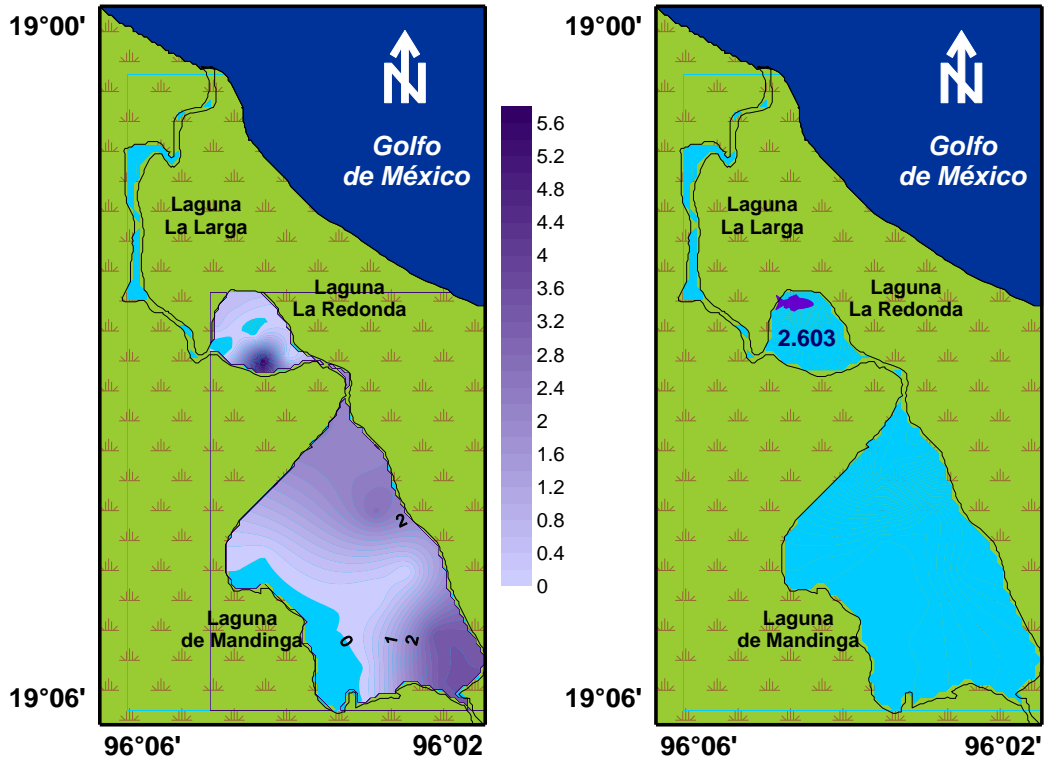 19°00'
N
Golfo
de México
Laguna
La Larga
Laguna
La Redonda
2
Laguna
de Mandinga
0
1
2
19°06'
96°06'
96°02'
5.6
5.2
4.8
4.4
4
3.6
3.2
2.8
2.4
2
1.6
1.2
0.8
0.4
0
19°00'
N
Golfo
de México
Laguna
La Larga
Laguna
La Redonda
2.603
Laguna
de Mandinga
19°06'
96°06'
96°02'